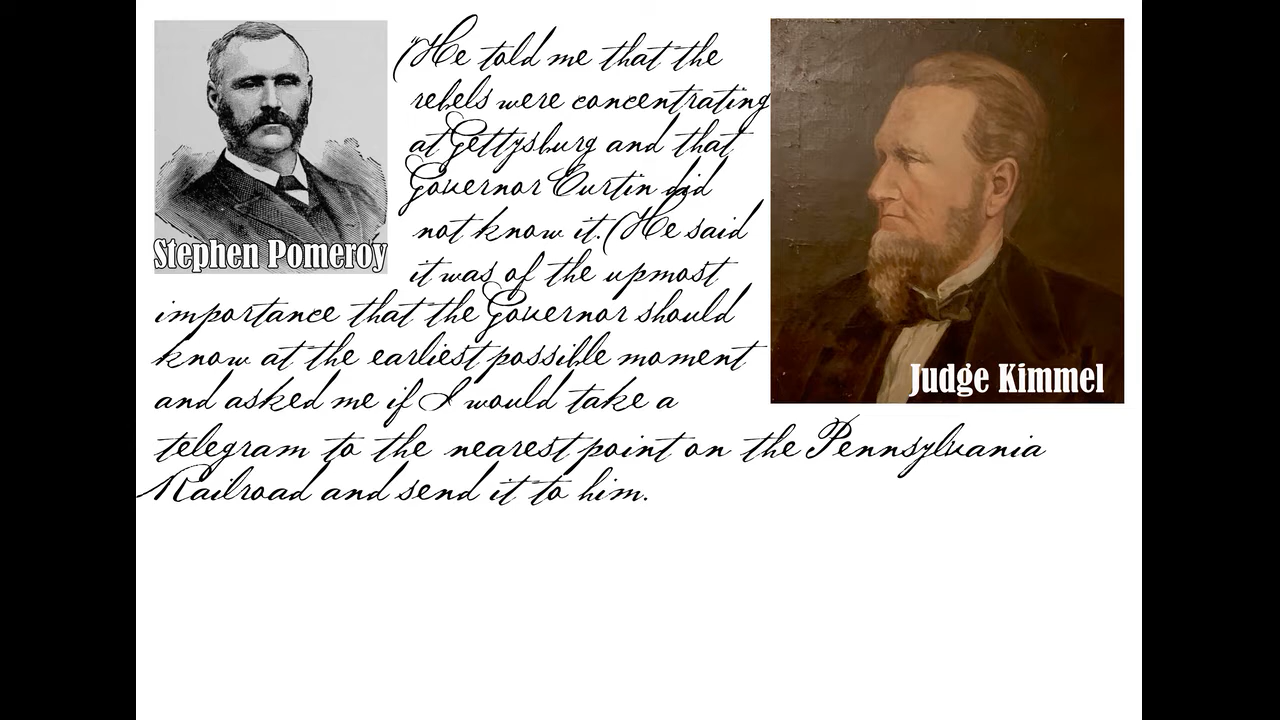 "He told me that the
rebels were concentrating
at Gettysburg and that
Governor Curtin did
not know it. He said
it was of the upmost
importance that the Governor should
know at the earliest possible moment
and asked me if I would take a
telegram to the nearest point on the Pennsylvania
Railroad and send it to him.
Stephen Pomeroy
Judge Kimmel